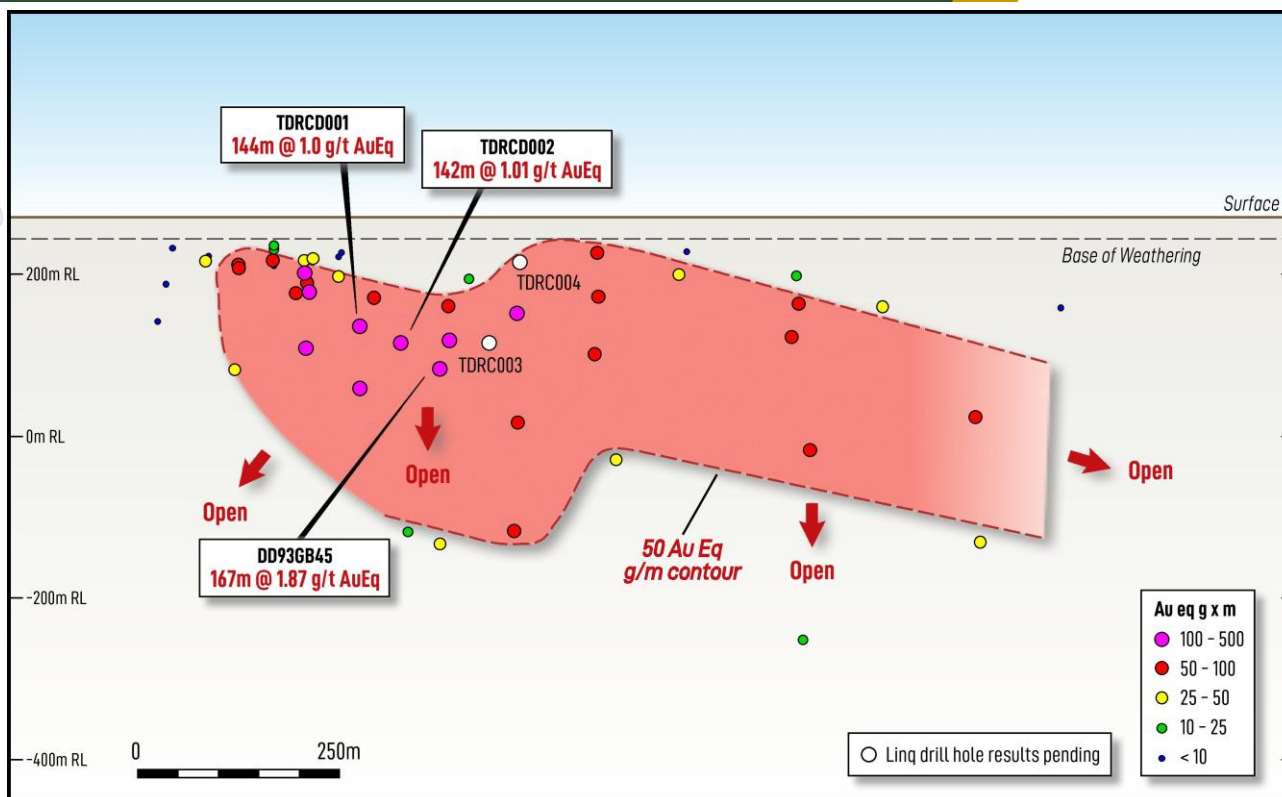 TDRCD001
144m @ 1.0 g/t AuEq
TDRCD002
142m @ 1.01 g/t AuEq
Surface
Base of Weathering
200m RL
TDRC004
TDRC003
0m RL
Open
Open
Open
Open
DD93GB45
167m @ 1.87 g/t AuEq
50 Au Eq
g/m contour
-200m RL
-400m RL
0
250m
Linq drill hole results pending
Au eq g x m
100 - 500
50 - 100
25 - 50
10 - 25
< 10